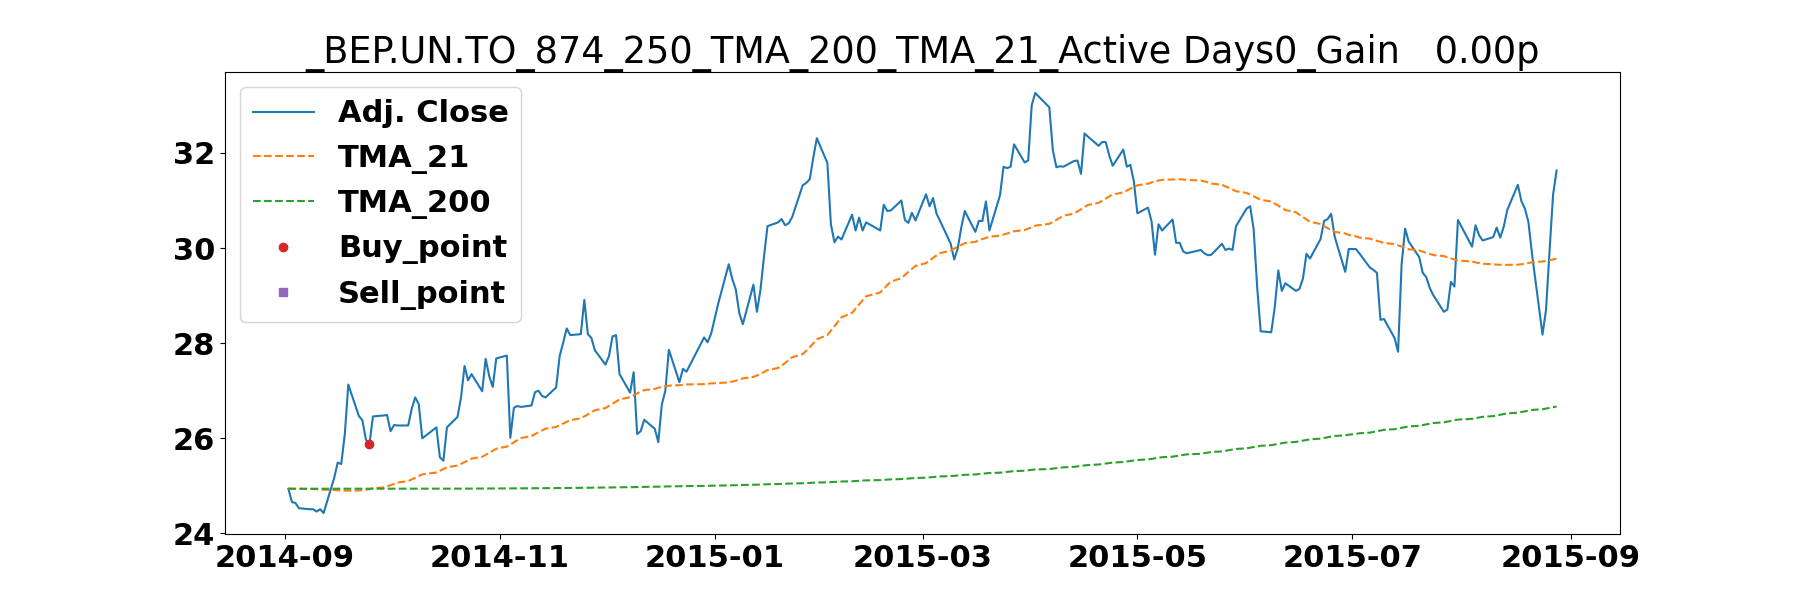 _BEP.UN.TO_874_250_TMA_200_TMA_21_Active Days0_Gain   0.00p
Adj. Close
TMA_21
TMA_200
Buy_point
Sell_point
32
30
28
26
24
2014-09 2014-11 2015-01 2015-03 2015-05 2015-07 2015-09